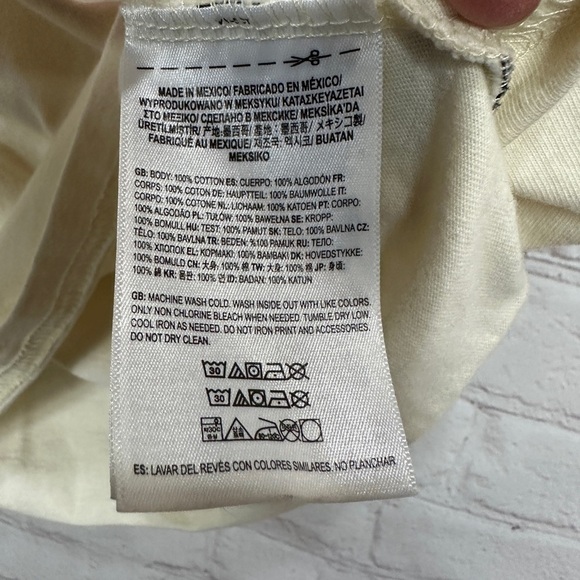 MADE IN MEXICO/ FABRICADO EN MÉXICO/
WYPRODUKOWANO W MEKSYKU/ ΚΑΤΑΣΚΕΥΑΖΕΤΑΙ
ΣΤΟ ΜΕΞΙΚΟ/ СДЕЛАНО В МЕКСИКЕ/ MEKSİKA'DA
ÜRETİLMİŞTİR/ 产地:墨西哥/ 產地:墨西哥/ メキシコ製/
FABRIQUÉ AU MEXIQUE/ 제조국: 멕시코/ BUATAN
MEKSIKO
GB: BODY: 100% COTTON ES: CUERPO: 100% ALGODÓN FR:
CORPS: 100% COTON DE: HAUPTTEIL: 100% BAUMWOLLE IT:
CORPO: 100% COTONE NL: LICHAAM: 100% KATOEN PT: CORPO:
100% ALGODÃO PL: TUŁÓW: 100% BAWEŁNA SE: KROPP:
100% BOMULL HU: TEST: 100% PAMUT SK: TELO: 100% BAVLNA CZ:
TĚLO: 100% BAVLNA TR: BEDEN: %100 PAMUK RU: ТЕЛО:
100% ХЛОПОК EL: ΚΟΡΜΑΚΙ: 100% ΒΑΜΒΑΚΙ DK: HOVEDSTYKKE:
100% BOMULD CN: 大身: 100% 棉 TW: 大身: 100% 棉 JP: 身頃:
100% 綿 KR: 몸판: 100% 면 ID: BADAN: 100% KATUN
GB: MACHINE WASH COLD. WASH INSIDE OUT WITH LIKE COLORS.
ONLY NON CHLORINE BLEACH WHEN NEEDED. TUMBLE DRY LOW.
COOL IRON AS NEEDED. DO NOT IRON PRINT AND ACCESSORIES.
DO NOT DRY CLEAN.
30
30
ES: LAVAR DEL REVÉS CON COLORES SIMILARES. NO PLANCHAR